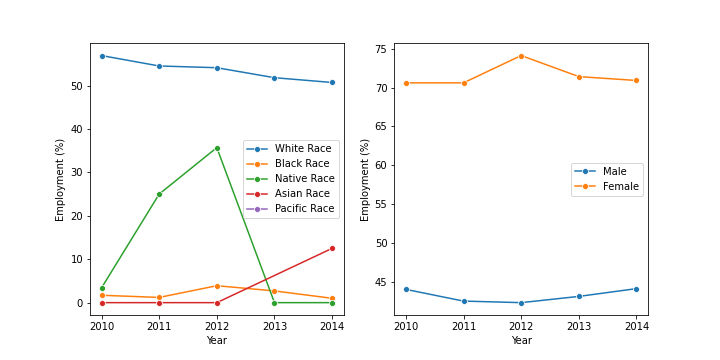 50
40
30
20
10
0
Employment (%)
2010 2011 2012 2013 2014
Year
White Race
Black Race
Native Race
Asian Race
Pacific Race
75
70
65
60
55
50
45
Employment (%)
2010 2011 2012 2013 2014
Year
Male
Female